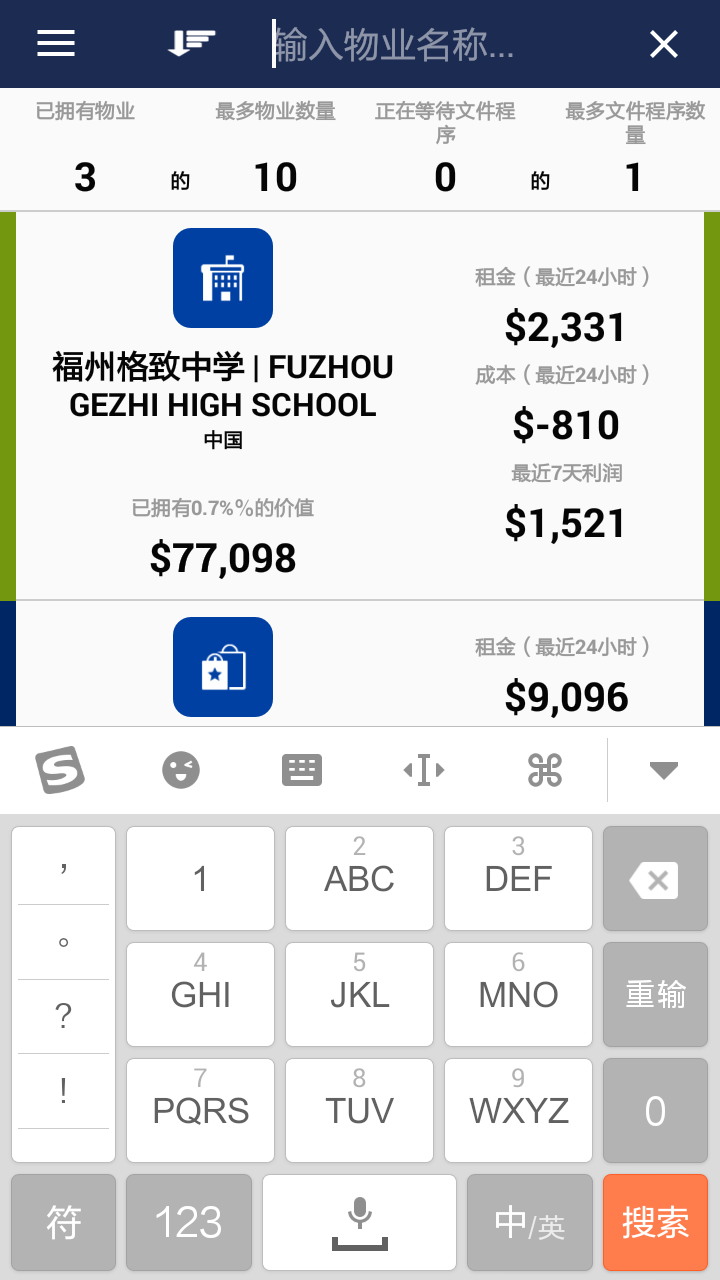 输入物业名称...
已拥有物业
最多物业数量
正在等待文件程序
最多文件程序数量
3 的 10
0 的 1
福州格致中学 | FUZHOU
GEZHI HIGH SCHOOL
中国
已拥有0.7%%的价值
$77,098
租金（最近24小时）
$2,331
成本（最近24小时）
$-810
最近7天利润
$1,521
租金（最近24小时）
$9,096
S
， 1 2 ABC 3 DEF
。 4 GHI 5 JKL 6 MNO 重输
？
！ 7 PQRS 8 TUV 9 WXYZ 0
符 123 中/英 搜索